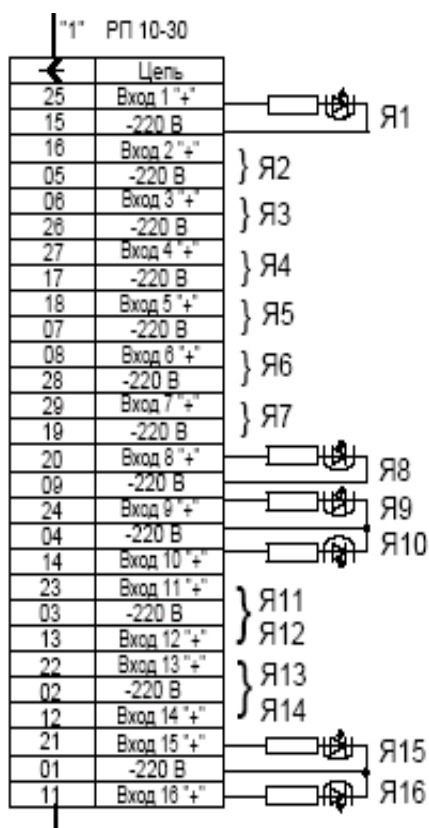 "1" РП 10-30
Цепь
25 Вход 1 "+"
15 -220 В Я1
16 Вход 2 "+"
05 -220 В Я2
06 Вход 3 "+"
26 -220 В Я3
27 Вход 4 "+"
17 -220 В Я4
18 Вход 5 "+"
07 -220 В Я5
08 Вход 6 "+"
28 -220 В Я6
29 Вход 7 "+"
19 -220 В Я7
20 Вход 8 "+"
09 -220 В Я8
24 Вход 9 "+" Я9
04 -220 В
14 Вход 10 "+" Я10
23 Вход 11 "+" Я11
03 -220 В
13 Вход 12 "+" Я12
22 Вход 13 "+" Я13
02 -220 В
12 Вход 14 "+" Я14
21 Вход 15 "+" Я15
01 -220 В
11 Вход 16 "+" Я16